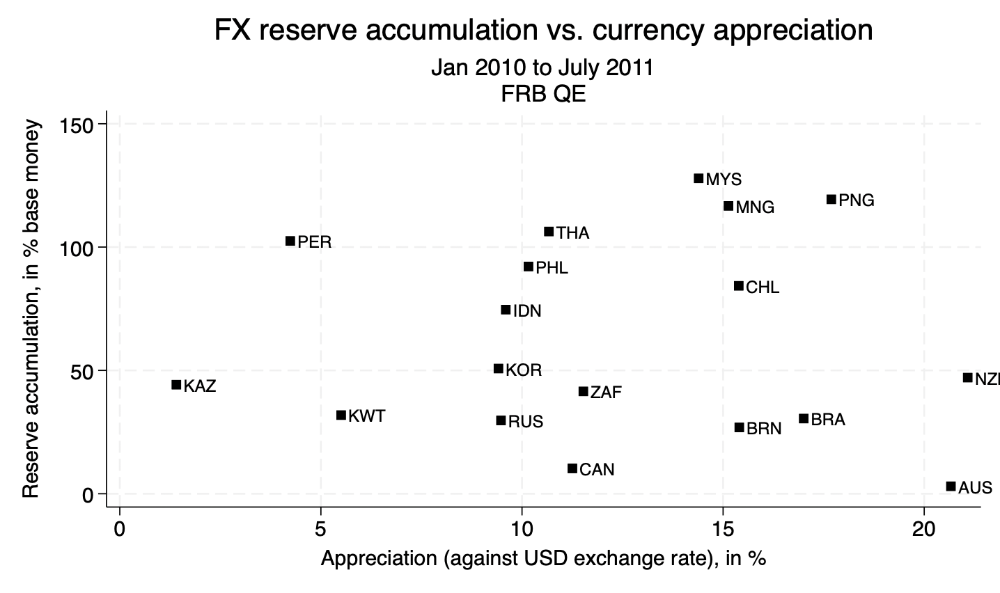 FX reserve accumulation vs. currency appreciation
Jan 2010 to July 2011
FRB QE
Reserve accumulation, in % base money
150
100
50
0
MYS
PNG
MNG
THA
PER
PHL
CHL
IDN
KOR
NZ
KAZ
ZAF
KWT
BRA
RUS
BRN
CAN
AUS
0 5 10 15 20
Appreciation (against USD exchange rate), in %